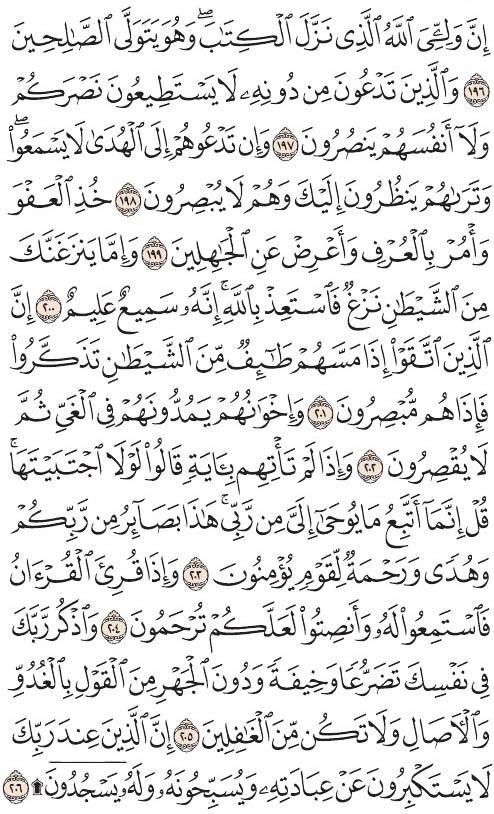 إِنَّ وَلِـِّۧىَ ٱللَّهُ ٱلَّذِى نَزَّلَ ٱلْكِتَـٰبَ ۖ وَهُوَ يَتَوَلَّى ٱلصَّـٰلِحِينَ
١٩٦ وَٱلَّذِينَ تَدْعُونَ مِن دُونِهِۦ لَا يَسْتَطِيعُونَ نَصْرَكُمْ
وَلَآ أَنفُسَهُمْ يَنصُرُونَ ١٩٧ وَإِن تَدْعُوهُمْ إِلَى ٱلْهُدَىٰ لَا يَسْمَعُوا۟ ۖ
وَتَرَىٰهُمْ يَنظُرُونَ إِلَيْكَ وَهُمْ لَا يُبْصِرُونَ ١٩٨ خُذِ ٱلْعَفْوَ
وَأْمُرْ بِٱلْعُرْفِ وَأَعْرِضْ عَنِ ٱلْجَـٰهِلِينَ ١٩٩ وَإِمَّا يَنزَغَنَّكَ
مِنَ ٱلشَّيْطَـٰنِ نَزْغٌ فَٱسْتَعِذْ بِٱللَّهِ ۚ إِنَّهُۥ سَمِيعٌ عَلِيمٌ ٢٠٠ إِنَّ
ٱلَّذِينَ ٱتَّقَوْا۟ إِذَا مَسَّهُمْ طَـٰٓئِفٌ مِّنَ ٱلشَّيْطَـٰنِ تَذَكَّرُوا۟
فَإِذَا هُم مُّبْصِرُونَ ٢٠١ وَإِخْوَٰنُهُمْ يَمُدُّونَهُمْ فِى ٱلْغَىِّ ثُمَّ
لَا يُقْصِرُونَ ٢٠٢ وَإِذَا لَمْ تَأْتِهِم بِـَٔايَةٍ قَالُوا۟ لَوْلَا ٱجْتَبَيْتَهَا ۚ
قُلْ إِنَّمَآ أَتَّبِعُ مَا يُوحَىٰٓ إِلَىَّ مِن رَّبِّى ۚ هَـٰذَا بَصَآئِرُ مِن رَّبِّكُمْ
وَهُدًى وَرَحْمَةٌ لِّقَوْمٍ يُؤْمِنُونَ ٢٠٣ وَإِذَا قُرِئَ ٱلْقُرْءَانُ
فَٱسْتَمِعُوا۟ لَهُۥ وَأَنصِتُوا۟ لَعَلَّكُمْ تُرْحَمُونَ ٢٠٤ وَٱذْكُر رَّبَّكَ
فِى نَفْسِكَ تَضَرُّعًا وَخِيفَةً وَدُونَ ٱلْجَهْرِ مِنَ ٱلْقَوْلِ بِٱلْغُدُوِّ
وَٱلْـَٔاصَالِ وَلَا تَكُن مِّنَ ٱلْغَـٰفِلِينَ ٢٠٥ إِنَّ ٱلَّذِينَ عِندَ رَبِّكَ
لَا يَسْتَكْبِرُونَ عَنْ عِبَادَتِهِۦ وَيُسَبِّحُونَهُۥ وَلَهُۥ يَسْجُدُونَ ۩ ٢٠٦